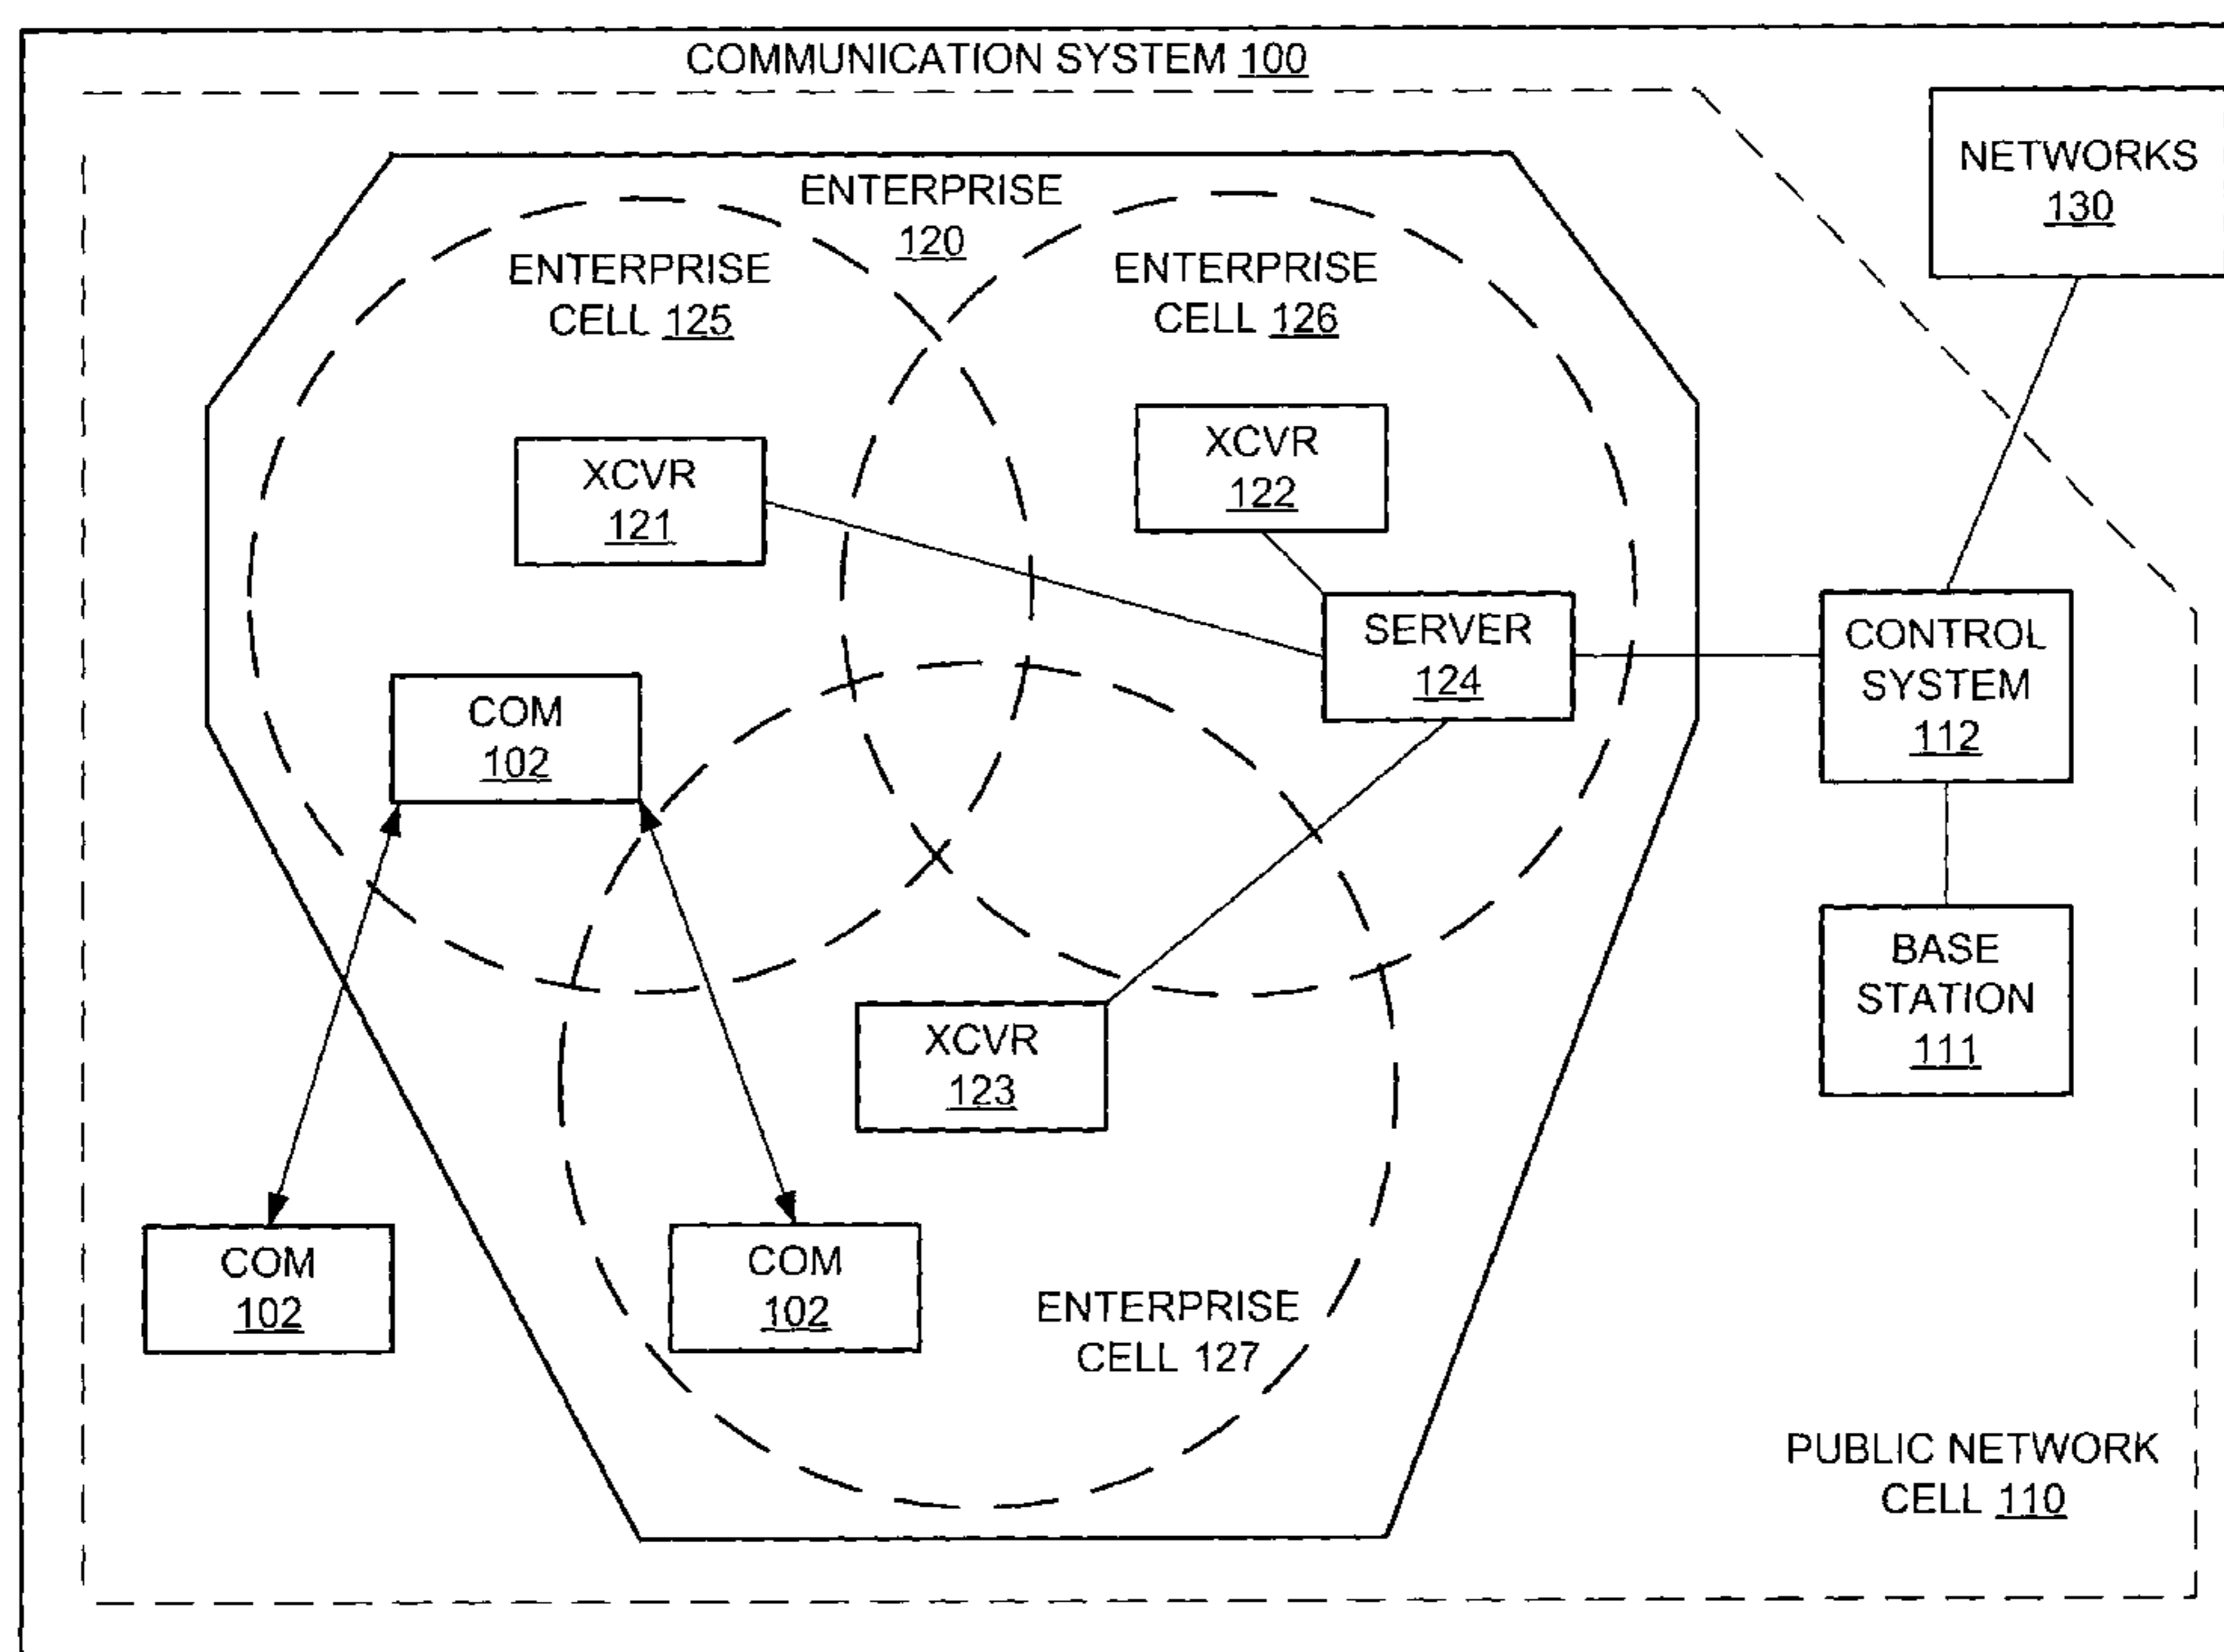 COMMUNICATION SYSTEM 100
NETWORKS
130
ENTERPRISE
120
ENTERPRISE
CELL 125
ENTERPRISE
CELL 126
XCVR
121
XCVR
122
SERVER
124
CONTROL
SYSTEM
112
COM
102
BASE
STATION
111
XCVR
123
COM
102
COM
102
ENTERPRISE
CELL 127
PUBLIC NETWORK
CELL 110